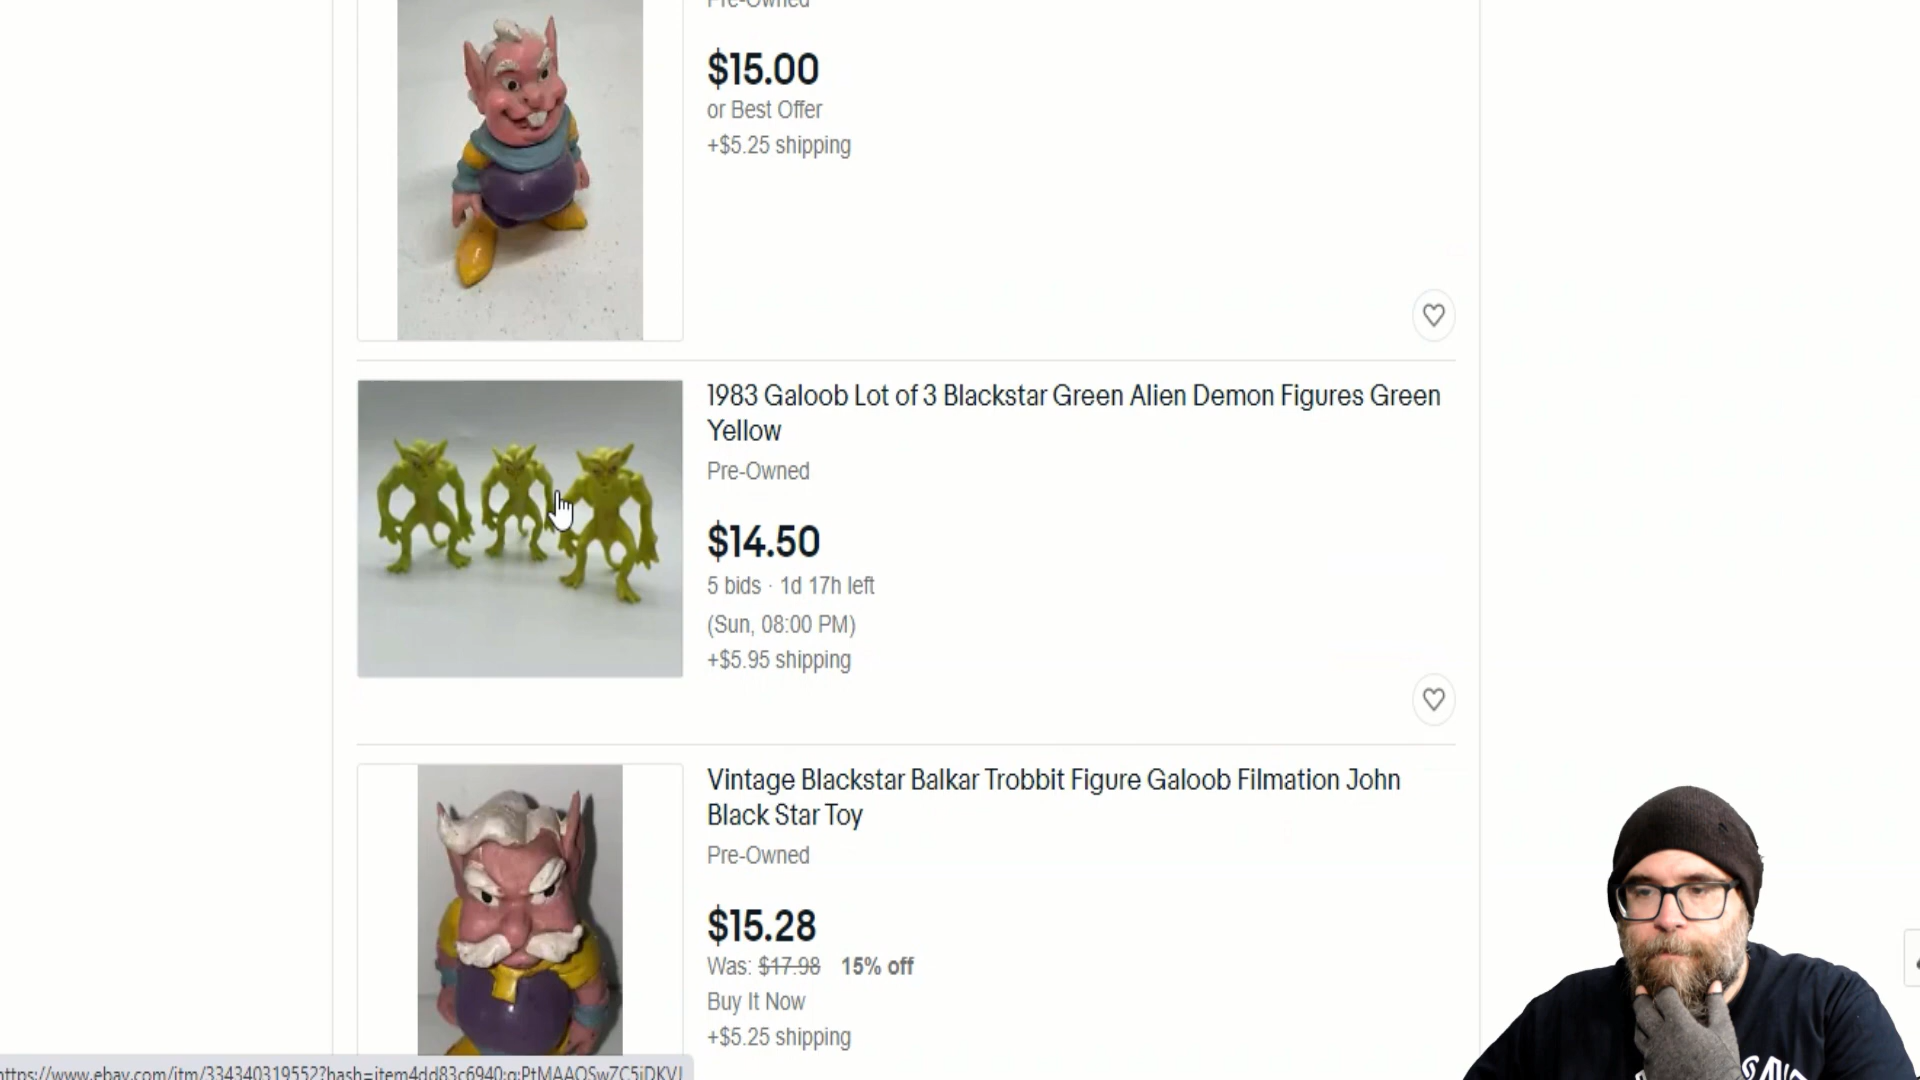 Pre-Owned
$15.00
or Best Offer
+$5.25 shipping
1983 Galoob Lot of 3 Blackstar Green Alien Demon Figures Green
Yellow
Pre-Owned
$14.50
5 bids · 1d 17h left
(Sun, 08:00 PM)
+$5.95 shipping
Vintage Blackstar Balkar Trobbit Figure Galoob Filmation John
Black Star Toy
Pre-Owned
$15.28
Was: $17.98 15% off
Buy It Now
+$5.25 shipping